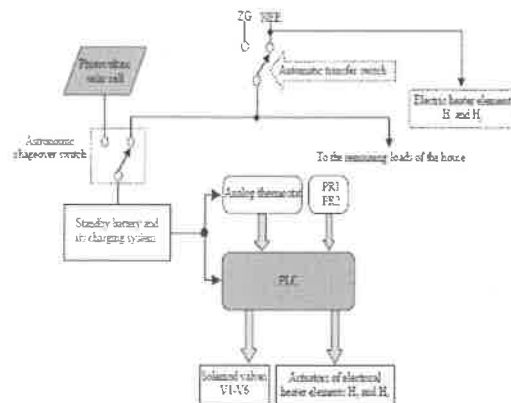 ZG
Photovoltaic
solar cell
Automatic transfer switch
Electric heater element
H and H
Automatic
changeover switch
To the remaining loads of the house
Analog thermostat
PR1
PR2
Standby battery and
its charging system
PLC
Solenoid valves
V1-V6
Actuators of electrical
heater elements H and H